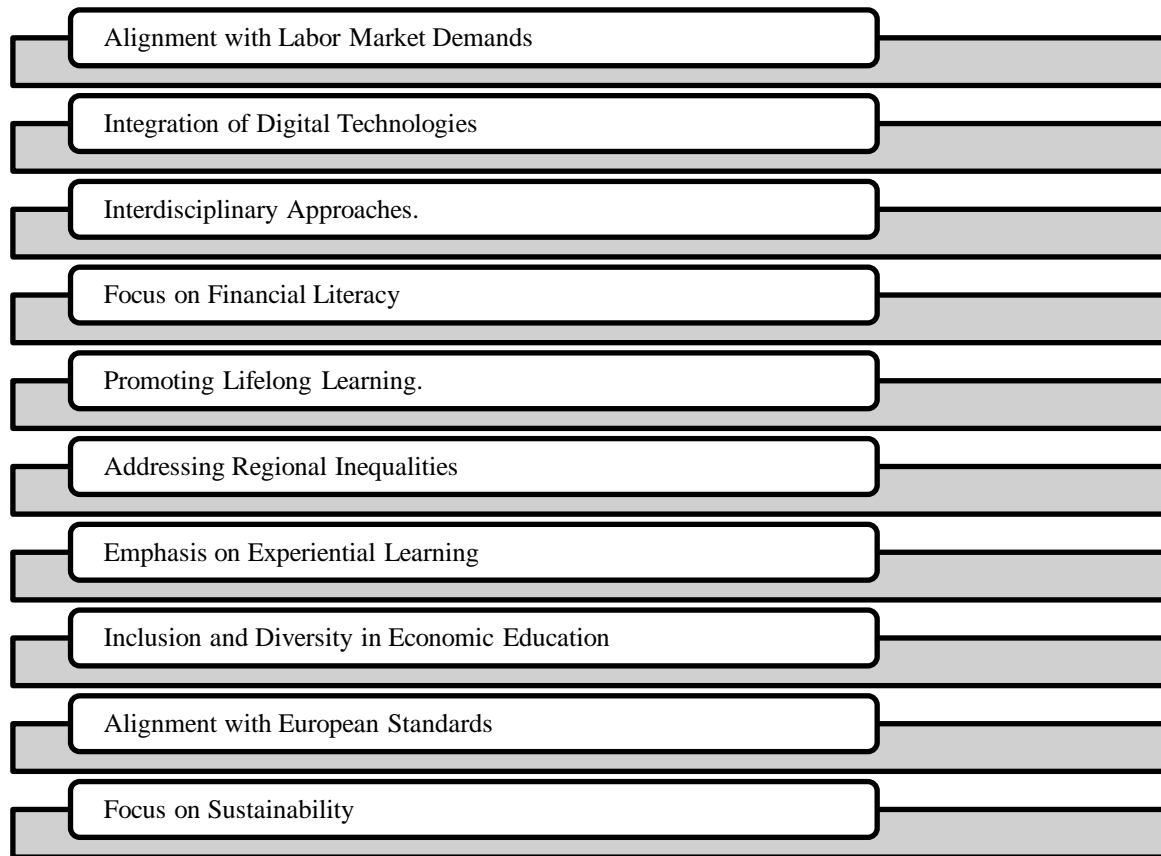 Alignment with Labor Market Demands
Integration of Digital Technologies
Interdisciplinary Approaches.
Focus on Financial Literacy
Promoting Lifelong Learning.
Addressing Regional Inequalities
Emphasis on Experiential Learning
Inclusion and Diversity in Economic Education
Alignment with European Standards
Focus on Sustainability